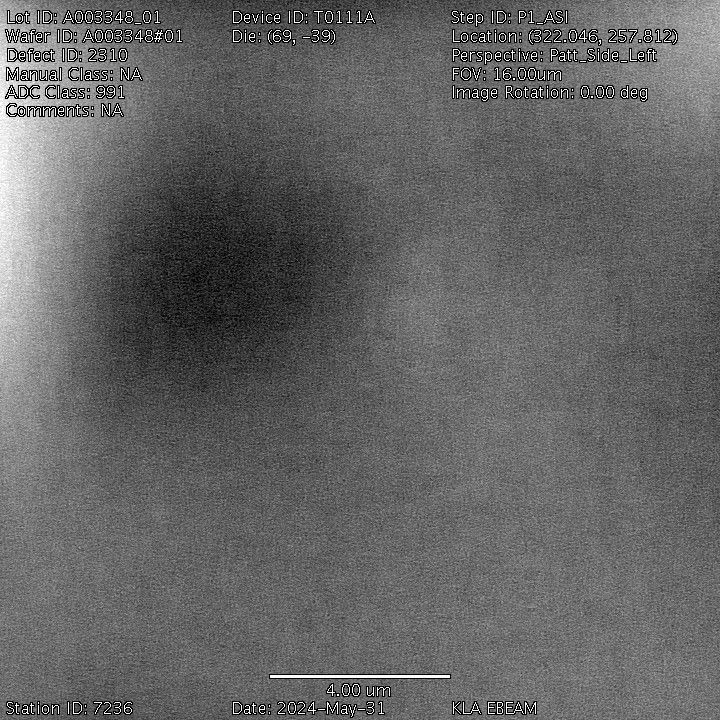 Lot ID: A003348_01 Device ID: T0111A Step ID: P1_ASI
Wafer ID: A003348#01 Die: (69, -39) Location: (322.046, 257.812)
Defect ID: 2310 Perspective: Patt_Side_Left
Manual Class: NA FOV: 16.00um
ADC Class: 991 Image Rotation: 0.00 deg
Comments: NA
4.00 um
Station ID: 7236 Date: 2024-May-31 KLA EBEAM